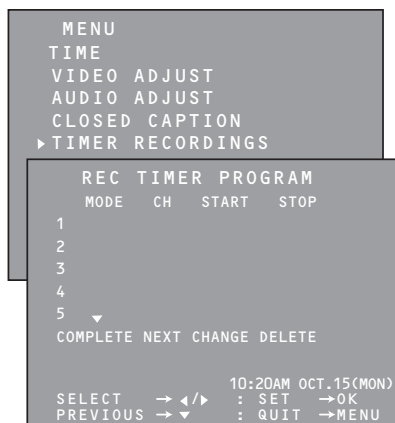 MENU
TIME
VIDEO ADJUST
AUDIO ADJUST
CLOSED CAPTION
▶TIMER RECORDINGS
REC TIMER PROGRAM
MODE CH START STOP
1
2
3
4
5 ▼
COMPLETE NEXT CHANGE DELETE
10:20AM OCT.15(MON)
SELECT → ◀/▶ : SET →OK
PREVIOUS → ▼ : QUIT →MENU